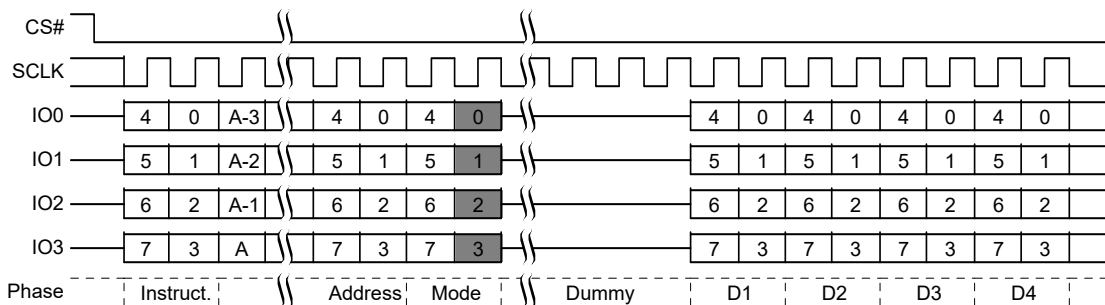 CS#
SCLK
IO0 4 0 A-3 4 0 4 0 4 0 4 0 4 0 4 0
IO1 5 1 A-2 5 1 5 1 5 1 5 1 5 1 5 1
IO2 6 2 A-1 6 2 6 2 6 2 6 2 6 2 6 2
IO3 7 3 A 7 3 7 3 7 3 7 3 7 3 7 3
Phase Instruct. Address Mode Dummy D1 D2 D3 D4